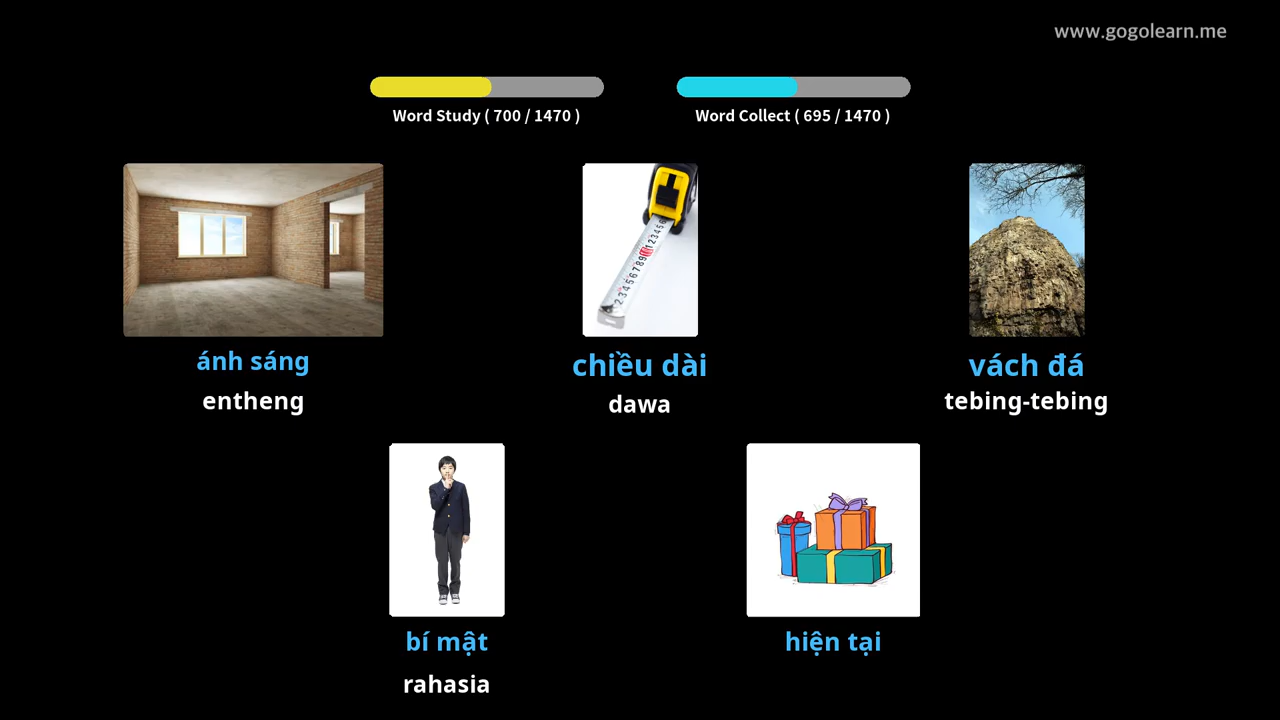 www.gogolearn.me
Word Study ( 700 / 1470 )
Word Collect ( 695 / 1470 )
ánh sáng
entheng
chiều dài
dawa
vách đá
tebing-tebing
bí mật
rahasia
hiện tại